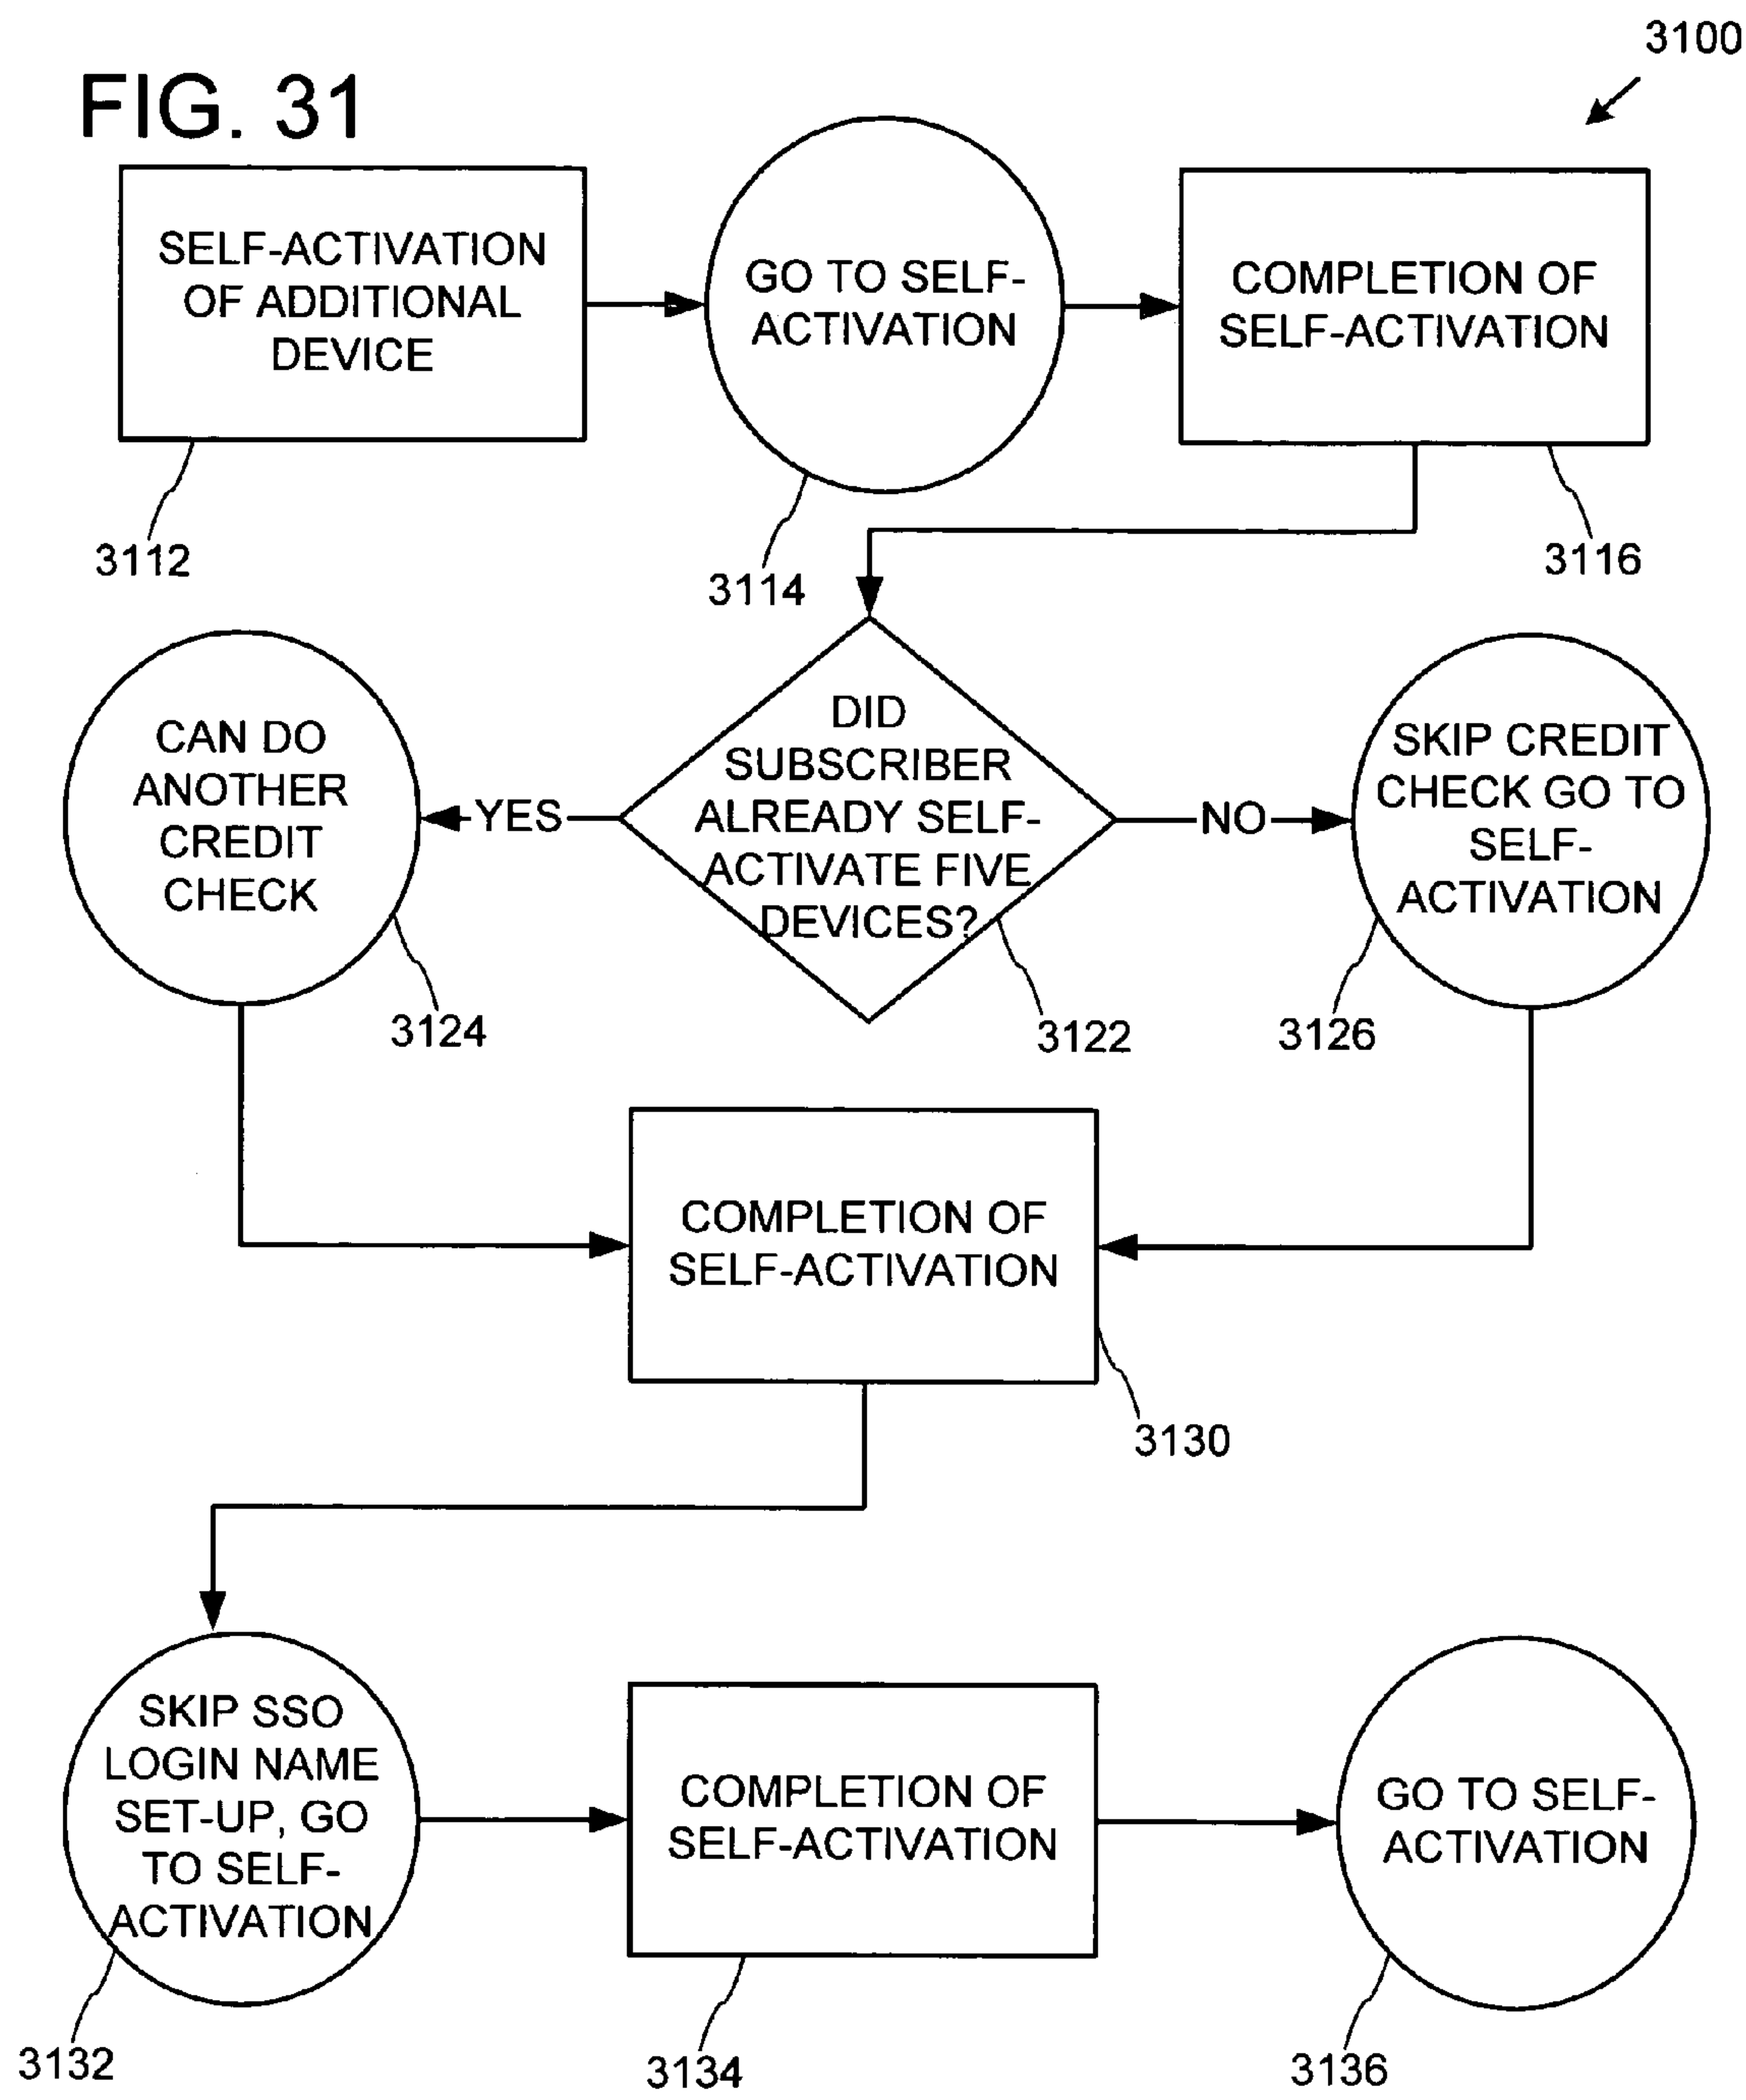 3100
FIG. 31
SELF-ACTIVATION
OF ADDITIONAL
DEVICE
GO TO SELF-
ACTIVATION
COMPLETION OF
SELF-ACTIVATION
3112
3114
3116
DID
SUBSCRIBER
ALREADY SELF-
ACTIVATE FIVE
DEVICES?
YES
NO
CAN DO
ANOTHER
CREDIT
CHECK
SKIP CREDIT
CHECK GO TO
SELF-
ACTIVATION
3124
3122
3126
COMPLETION OF
SELF-ACTIVATION
3130
SKIP SSO
LOGIN NAME
SET-UP, GO
TO SELF-
ACTIVATION
COMPLETION OF
SELF-ACTIVATION
GO TO SELF-
ACTIVATION
3132
3134
3136